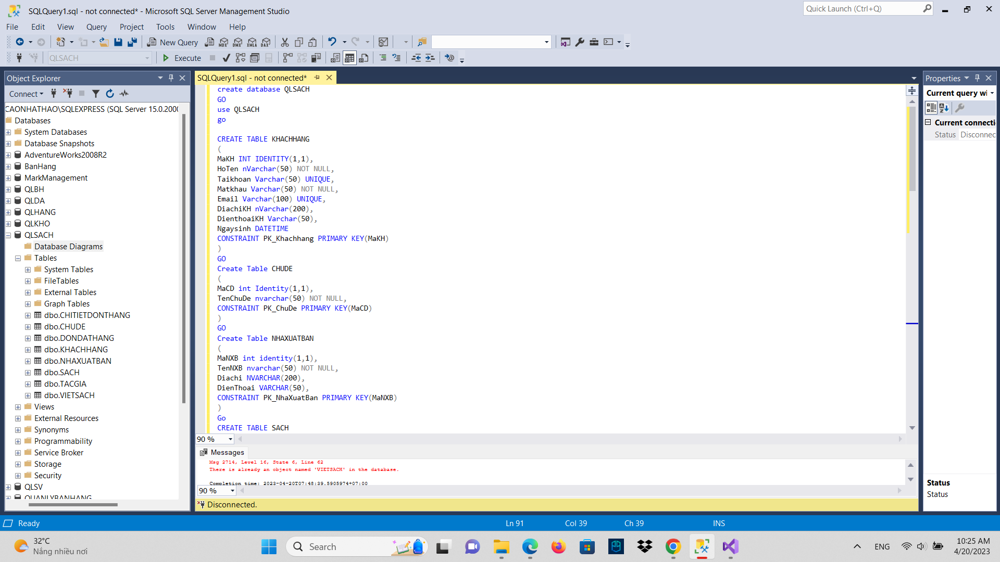 SQLQuery1.sql - not connected* - Microsoft SQL Server Management Studio
Quick Launch (Ctrl+Q)
File Edit View Query Project Tools Window Help
New Query
MDX DMX XMLA DAX
QLSACH
Execute
Object Explorer
Connect
CAONHATHAO\SQLEXPRESS (SQL Server 15.0.2000
Databases
System Databases
Database Snapshots
AdventureWorks2008R2
BanHang
MarkManagement
QLBH
QLDA
QLHANG
QLKHO
QLSACH
Database Diagrams
Tables
System Tables
FileTables
External Tables
Graph Tables
dbo.CHITIETDONTHANG
dbo.CHUDE
dbo.DONDATHANG
dbo.KHACHHANG
dbo.NHAXUATBAN
dbo.SACH
dbo.TACGIA
dbo.VIETSACH
Views
External Resources
Synonyms
Programmability
Service Broker
Storage
Security
QLSV
QUANLYBANHANG
SQLQuery1.sql - not connected*
create database QLSACH
GO
use QLSACH
go
CREATE TABLE KHACHHANG
(
MaKH INT IDENTITY(1,1),
HoTen nVarchar(50) NOT NULL,
Taikhoan Varchar(50) UNIQUE,
Matkhau Varchar(50) NOT NULL,
Email Varchar(100) UNIQUE,
DiachiKH nVarchar(200),
DienthoaiKH Varchar(50),
Ngaysinh DATETIME
CONSTRAINT PK_Khachhang PRIMARY KEY(MaKH)
)
GO
Create Table CHUDE
(
MaCD int Identity(1,1),
TenChuDe nvarchar(50) NOT NULL,
CONSTRAINT PK_ChuDe PRIMARY KEY(MaCD)
)
GO
Create Table NHAXUATBAN
(
MaNXB int identity(1,1),
TenNXB nvarchar(50) NOT NULL,
Diachi NVARCHAR(200),
DienThoai VARCHAR(50),
CONSTRAINT PK_NhaXuatBan PRIMARY KEY(MaNXB)
)
Go
CREATE TABLE SACH
90 %
Messages
Msg 2714, Level 16, State 6, Line 62
There is already an object named 'VIETSACH' in the database.
Completion time: 2023-04-20T07:48:39.5905974+07:00
90 %
Disconnected.
Properties
Current query wi
Current connecti
Status Disconnec
Status
Status
Ready
Ln 91 Col 39 Ch 39 INS
32°C
Nắng nhiều nơi
Search
ENG
10:25 AM
4/20/2023